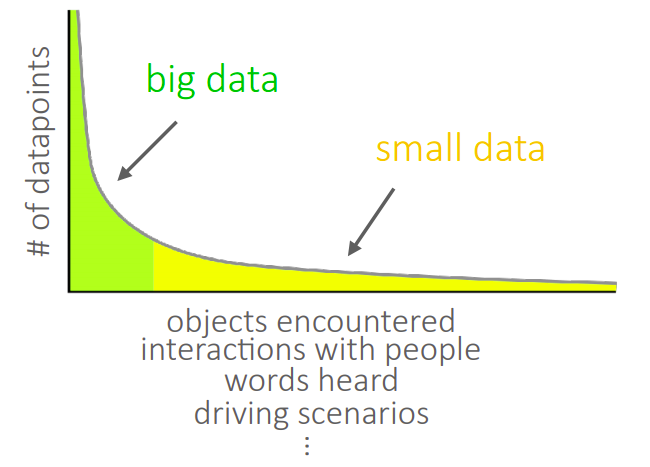 # of datapoints
big data
small data
objects encountered
interactions with people
words heard
driving scenarios
⋮